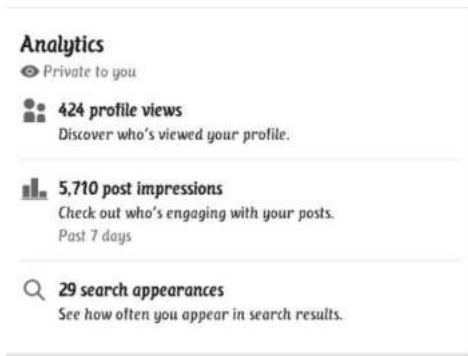 Analytics
Private to you
424 profile views
Discover who's viewed your profile.
5,710 post impressions
Check out who's engaging with your posts.
Past 7 days
29 search appearances
See how often you appear in search results.